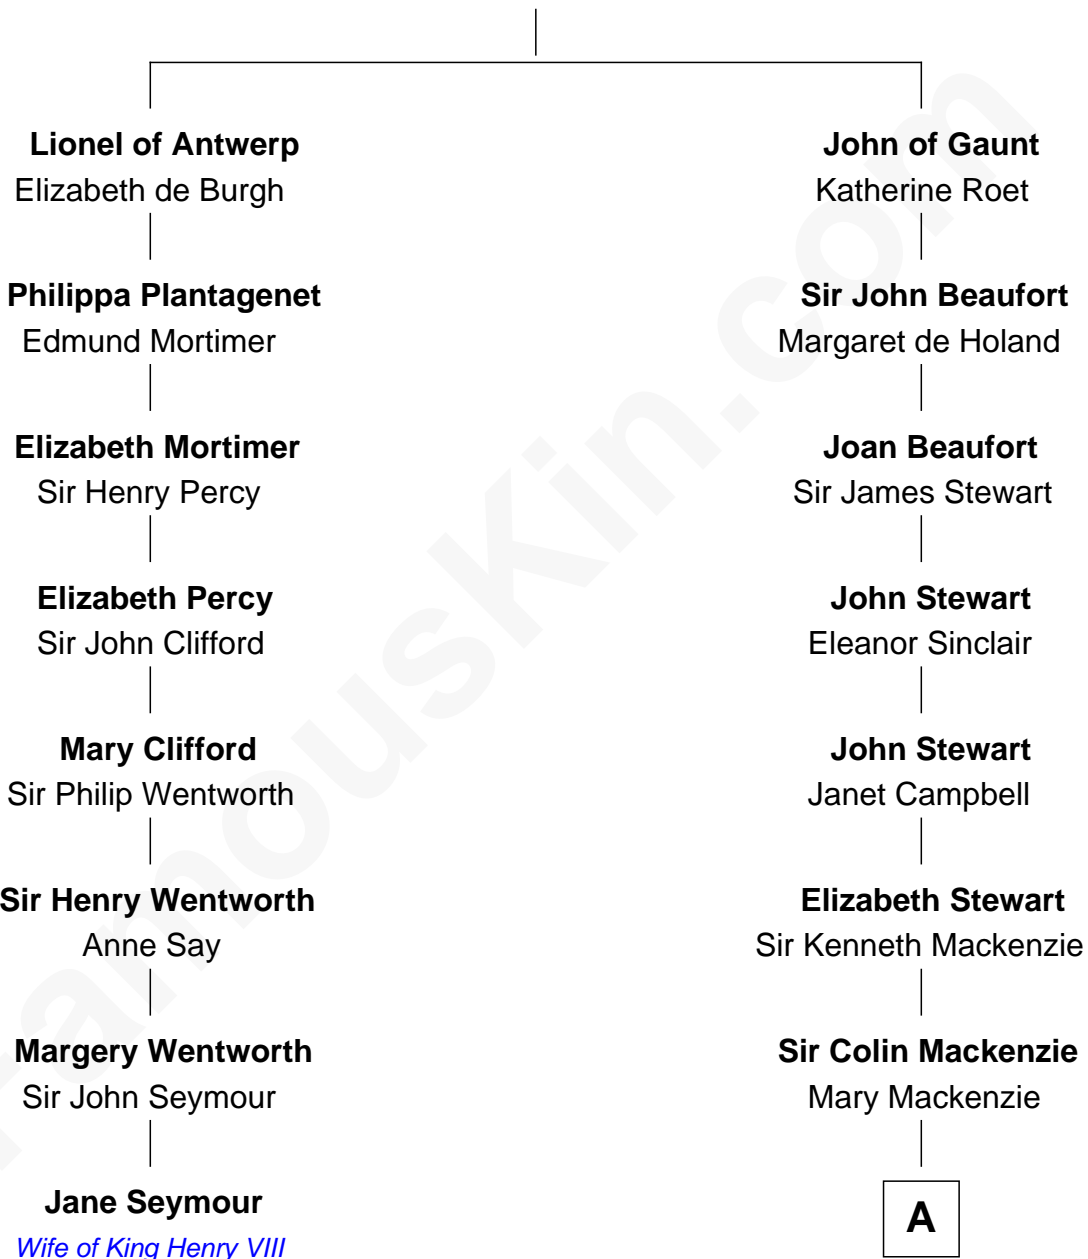 Lionel of Antwerp
Elizabeth de Burgh
Philippa Plantagenet
Edmund Mortimer
Elizabeth Mortimer
Sir Henry Percy
Elizabeth Percy
Sir John Clifford
Mary Clifford
Sir Philip Wentworth
Sir Henry Wentworth
Anne Say
Margery Wentworth
Sir John Seymour
Jane Seymour
Wife of King Henry VIII
John of Gaunt
Katherine Roet
Sir John Beaufort
Margaret de Holand
Joan Beaufort
Sir James Stewart
John Stewart
Eleanor Sinclair
John Stewart
Janet Campbell
Elizabeth Stewart
Sir Kenneth Mackenzie
Sir Colin Mackenzie
Mary Mackenzie
A
FamousKin.com